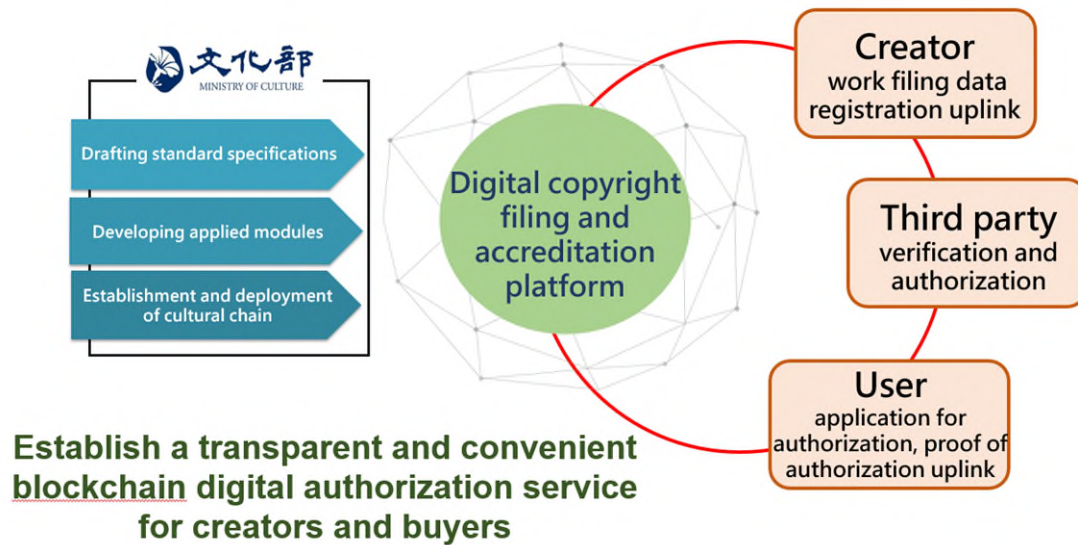 文化部
MINISTRY OF CULTURE
Drafting standard specifications
Developing applied modules
Establishment and deployment
of cultural chain
Digital copyright
filing and
accreditation
platform
Creator
work filing data
registration uplink
Third party
verification and
authorization
User
application for
authorization, proof of
authorization uplink
Establish a transparent and convenient
blockchain digital authorization service
for creators and buyers